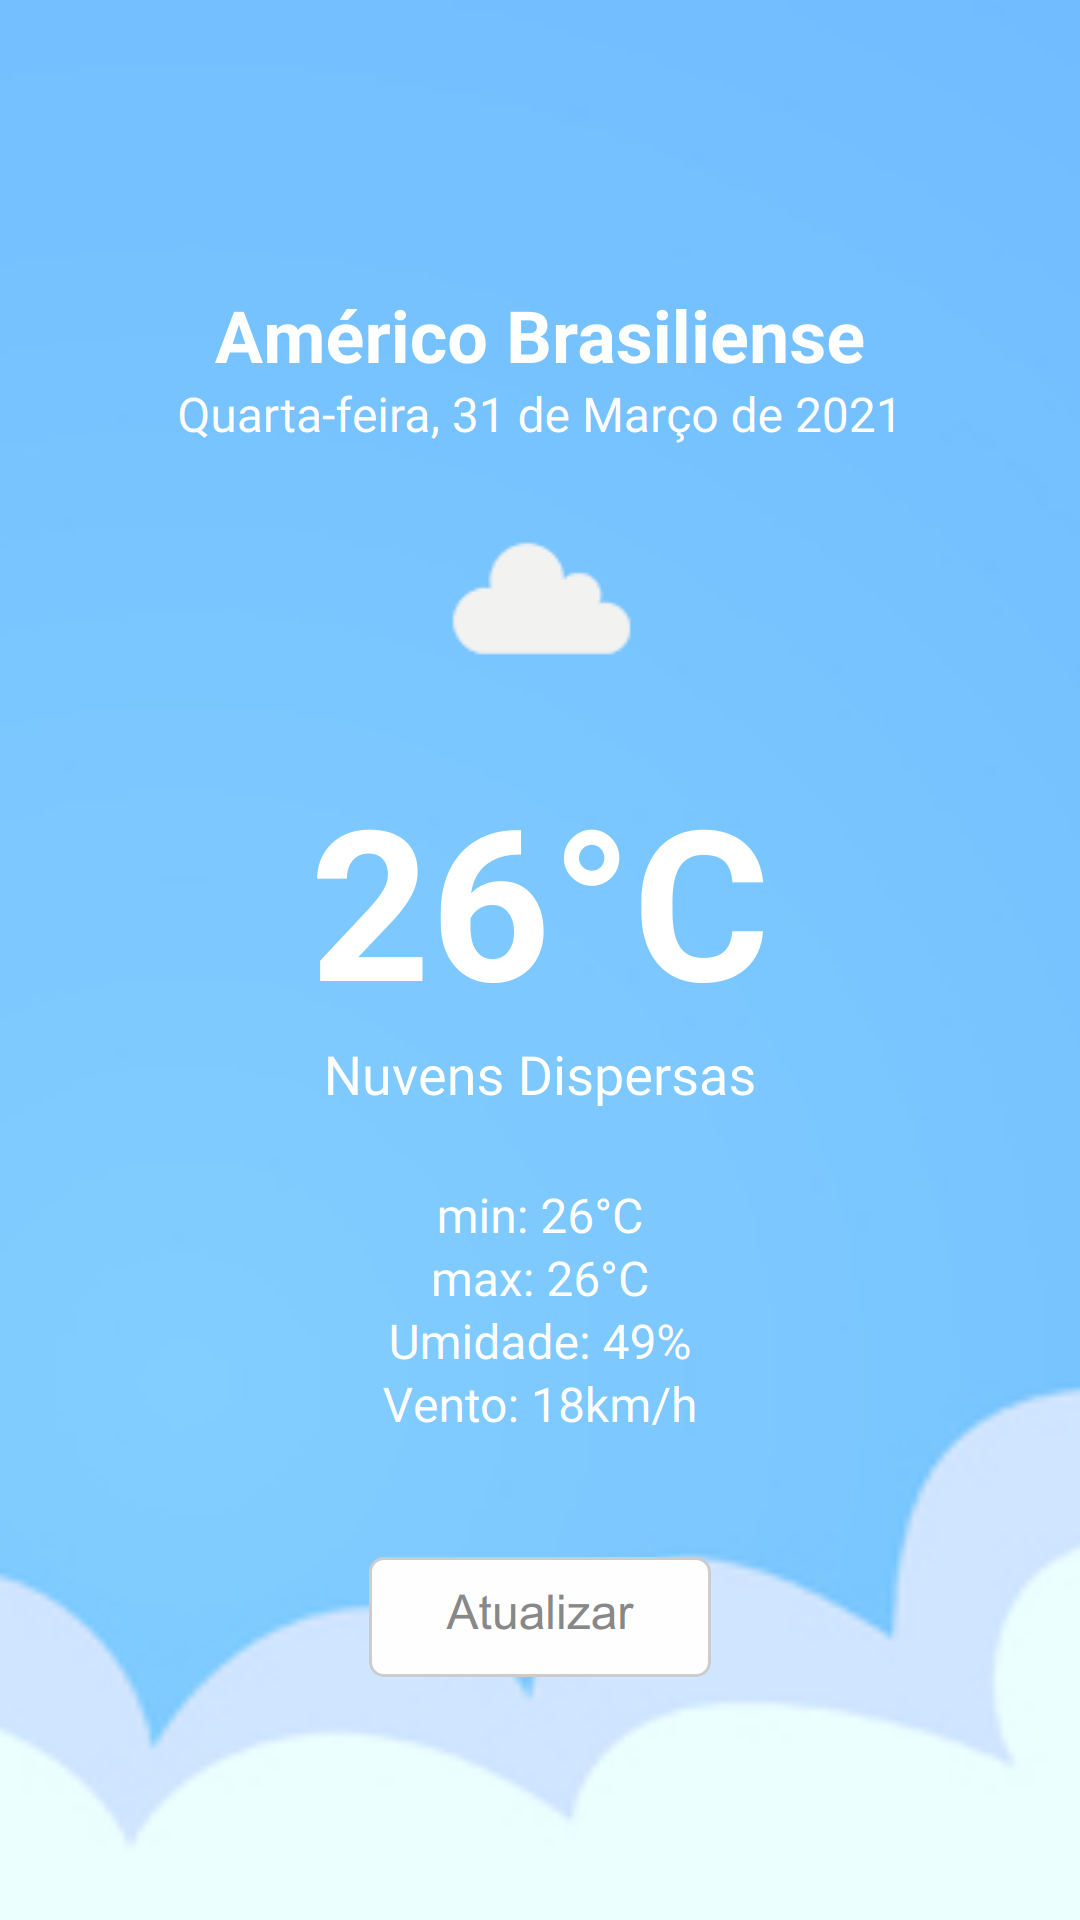 Américo Brasiliense
Quarta-feira, 31 de Março de 2021
26°C
Nuvens Dispersas
min: 26°C
max: 26°C
Umidade: 49%
Vento: 18km/h
Atualizar